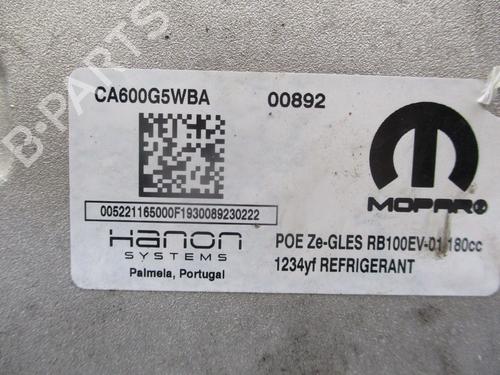 B-PARTS
CA600G5WBA 00892
MOPAR
005221165000F1930089230222
Hanon
SYSTEMS
Palmela, Portugal
POE Ze-GLES RB100EV-01 180cc
1234yf REFRIGERANT